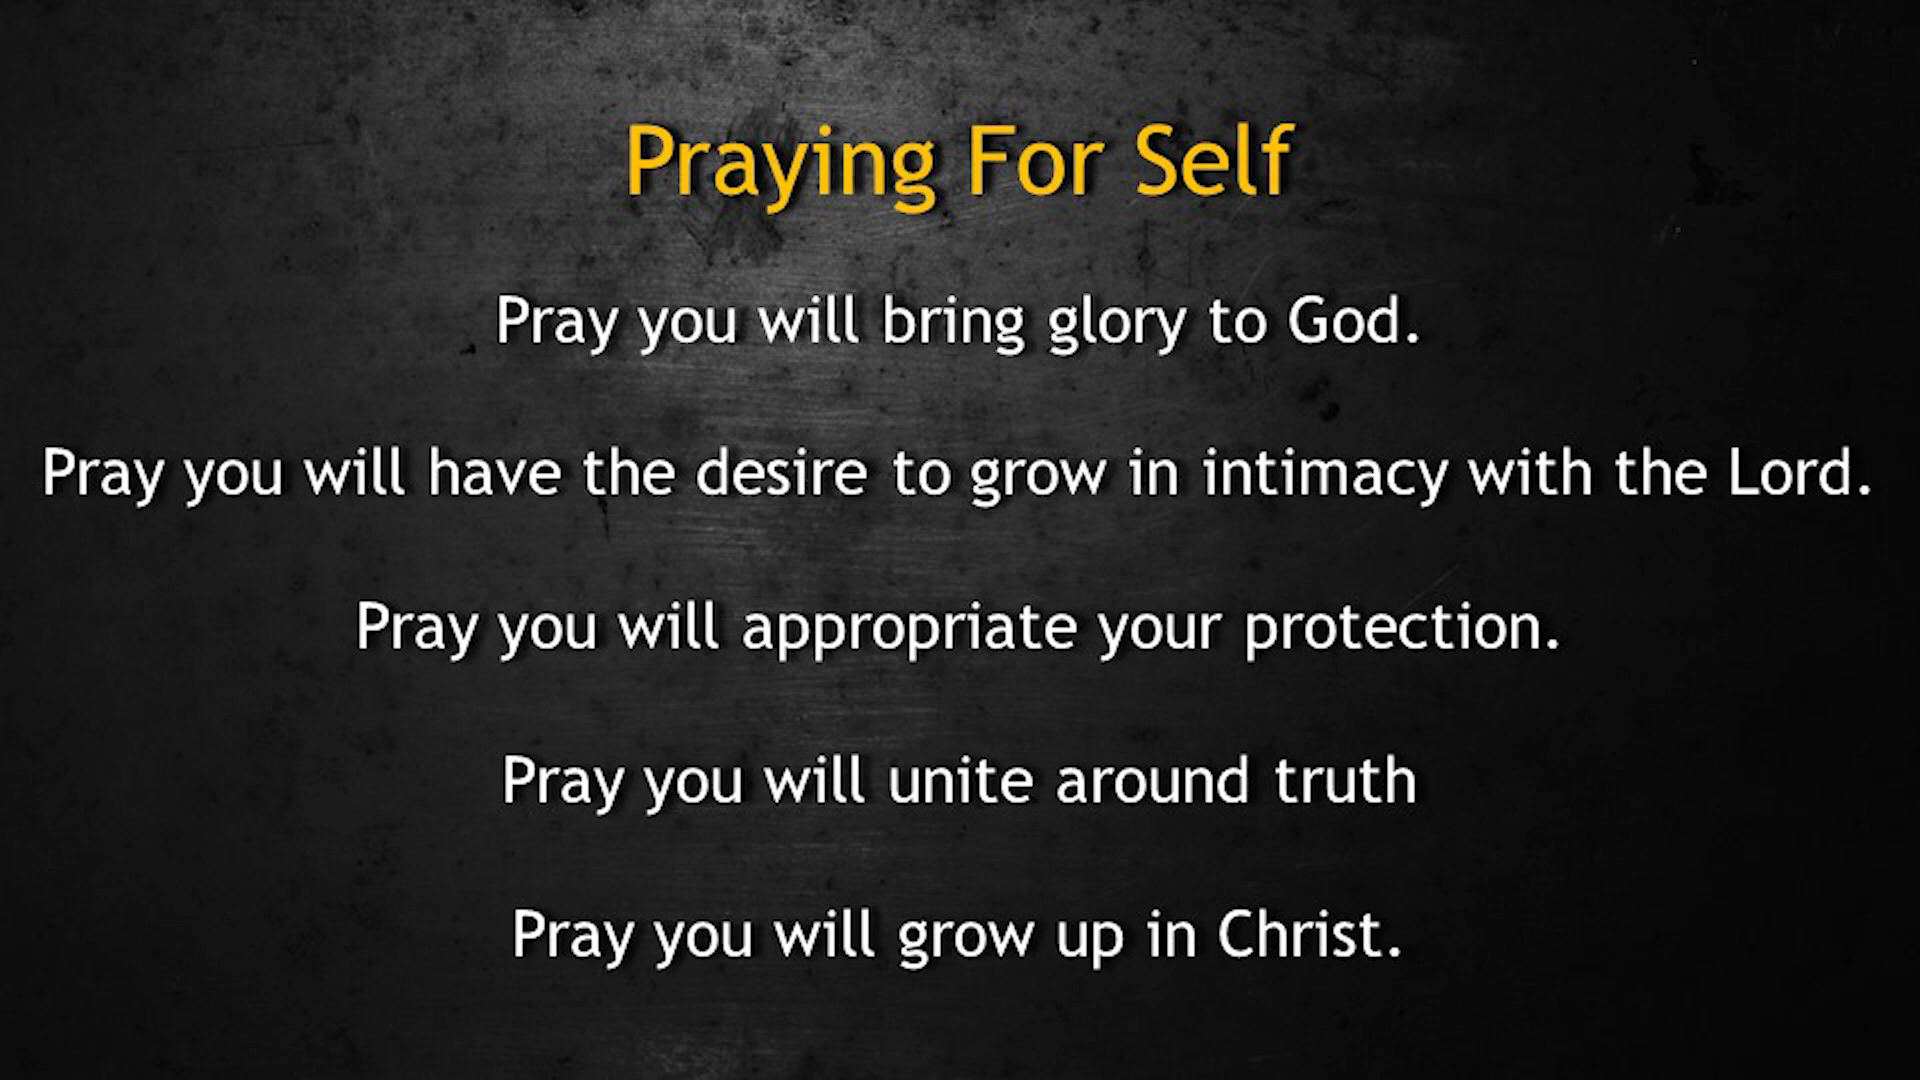 Praying For Self
Pray you will bring glory to God.
Pray you will have the desire to grow in intimacy with the Lord.
Pray you will appropriate your protection.
Pray you will unite around truth
Pray you will grow up in Christ.